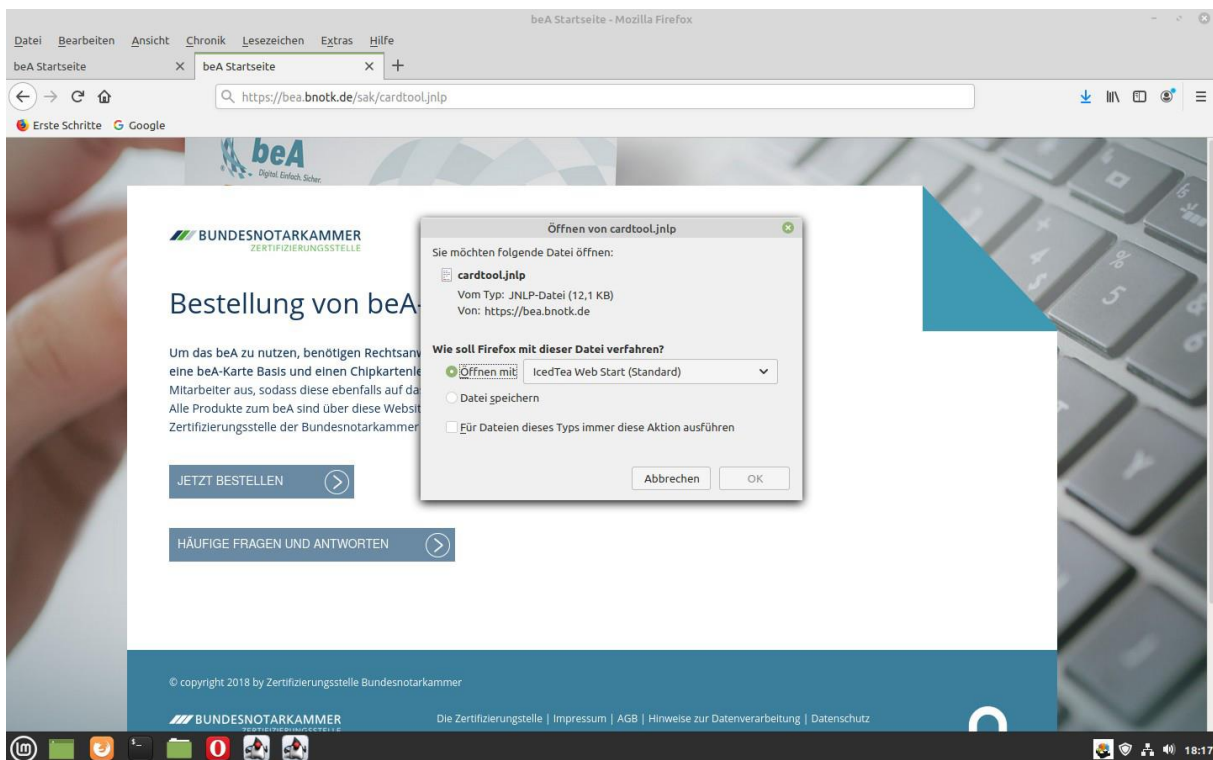 beA Startseite - Mozilla Firefox
Datei Bearbeiten Ansicht Chronik Lesezeichen Extras Hilfe
beA Startseite beA Startseite
https://bea.bnotk.de/sak/cardtool.jnlp
Erste Schritte Google
beA
Digital. Einfach. Sicher.
BUNDESNOTARKAMMER
ZERTIFIZIERUNGSSTELLE
Bestellung von beA-
Um das beA zu nutzen, benötigen Rechtsanw
eine beA-Karte Basis und einen Chipkartenle
Mitarbeiter aus, sodass diese ebenfalls auf da
Alle Produkte zum beA sind über diese Websit
Zertifizierungsstelle der Bundesnotarkammer
JETZT BESTELLEN
HÄUFIGE FRAGEN UND ANTWORTEN
Öffnen von cardtool.jnlp
Sie möchten folgende Datei öffnen:
cardtool.jnlp
Vom Typ: JNLP-Datei (12,1 KB)
Von: https://bea.bnotk.de
Wie soll Firefox mit dieser Datei verfahren?
Öffnen mit IcedTea Web Start (Standard)
Datei speichern
Für Dateien dieses Typs immer diese Aktion ausführen
Abbrechen OK
© copyright 2018 by Zertifizierungsstelle Bundesnotarkammer
BUNDESNOTARKAMMER
ZERTIFIZIERUNGSSTELLE
Die Zertifizierungstelle | Impressum | AGB | Hinweise zur Datenverarbeitung | Datenschutz
18:17